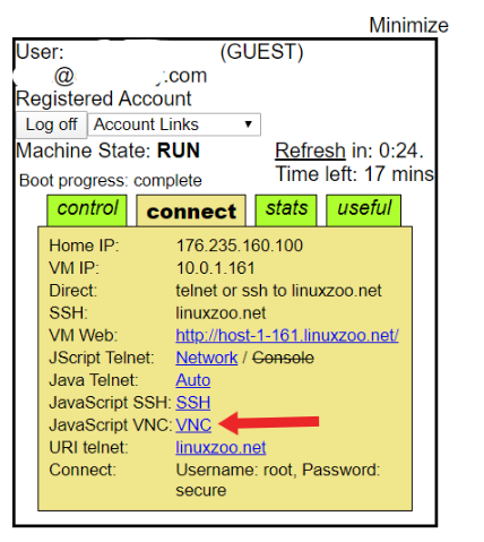 Minimize
User: (GUEST)
@ .com
Registered Account
Log off Account Links
Machine State: RUN Refresh in: 0:24.
Boot progress: complete Time left: 17 mins
control connect stats useful
Home IP: 176.235.160.100
VM IP: 10.0.1.161
Direct: telnet or ssh to linuxzoo.net
SSH: linuxzoo.net
VM Web: http://host-1-161.linuxzoo.net/
JScript Telnet: Network / Console
Java Telnet: Auto
JavaScript SSH: SSH
JavaScript VNC: VNC
URI telnet: linuxzoo.net
Connect: Username: root, Password:
secure